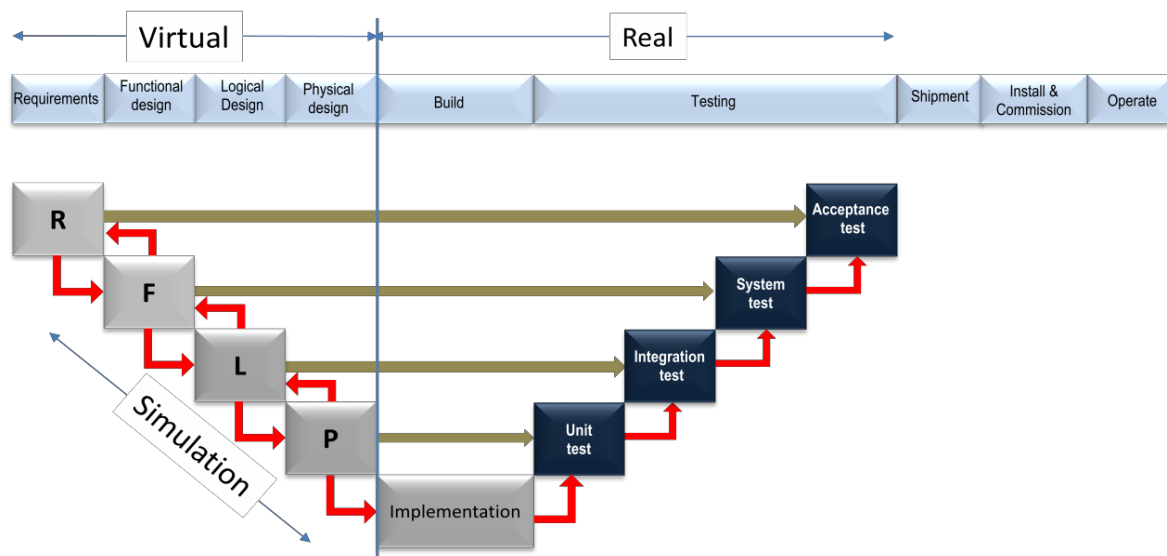 Virtual
Real
Requirements
Functional
design
Logical
Design
Physical
design
Build
Testing
Shipment
Install &
Commission
Operate
R
Acceptance
test
F
System
test
L
Integration
test
Simulation
P
Unit
test
Implementation